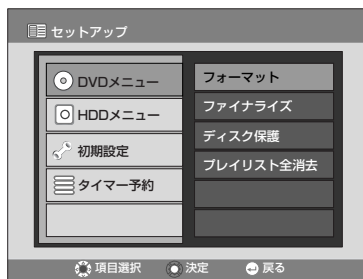 セットアップ
DVDメニュー
HDDメニュー
初期設定
タイマー予約
フォーマット
ファイナライズ
ディスク保護
プレイリスト全消去
項目選択 決定 戻る